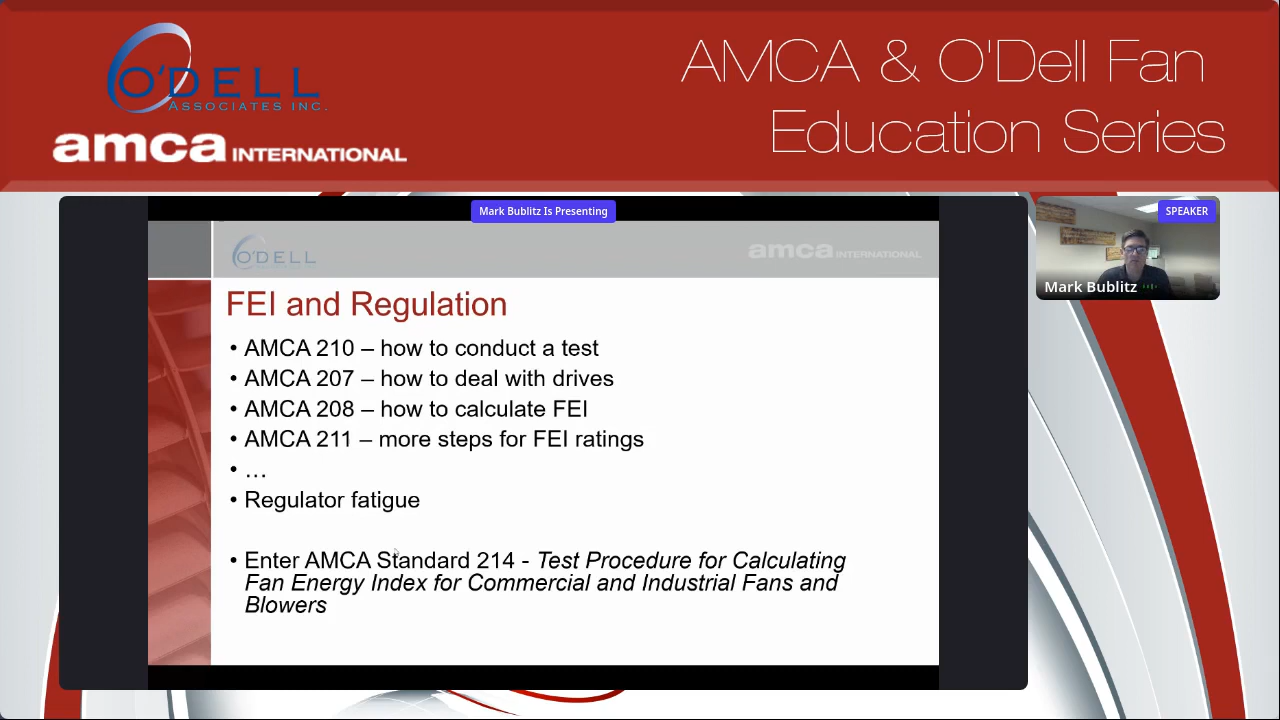 O'DELL
ASSOCIATES INC.
amca INTERNATIONAL
AMCA & O'Dell Fan
Education Series
Mark Bublitz Is Presenting
SPEAKER
Mark Bublitz
O'DELL
amca INTERNATIONAL
FEI and Regulation
• AMCA 210 – how to conduct a test
• AMCA 207 – how to deal with drives
• AMCA 208 – how to calculate FEI
• AMCA 211 – more steps for FEI ratings
• …
• Regulator fatigue
• Enter AMCA Standard 214 - Test Procedure for Calculating
Fan Energy Index for Commercial and Industrial Fans and
Blowers